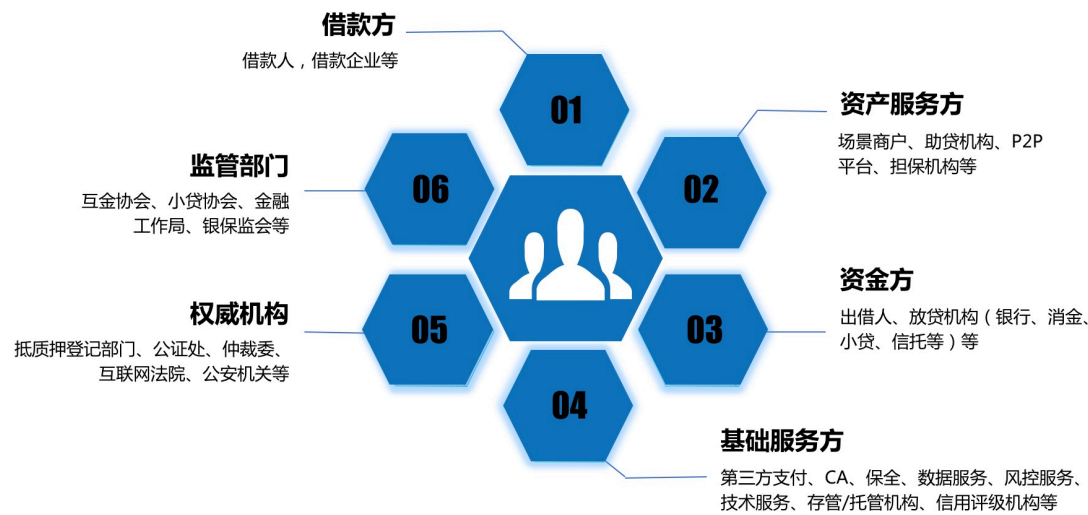 借款方
借款人，借款企业等
01
资产服务方
场景商户、助贷机构、P2P
平台、担保机构等
02
资金方
出借人、放贷机构（银行、消金、
小贷、信托等）等
03
基础服务方
第三方支付、CA、保全、数据服务、风控服务、
技术服务、存管/托管机构、信用评级机构等
04
权威机构
抵质押登记部门、公证处、仲裁委、
互联网法院、公安机关等
05
监管部门
互金协会、小贷协会、金融
工作局、银保监会等
06